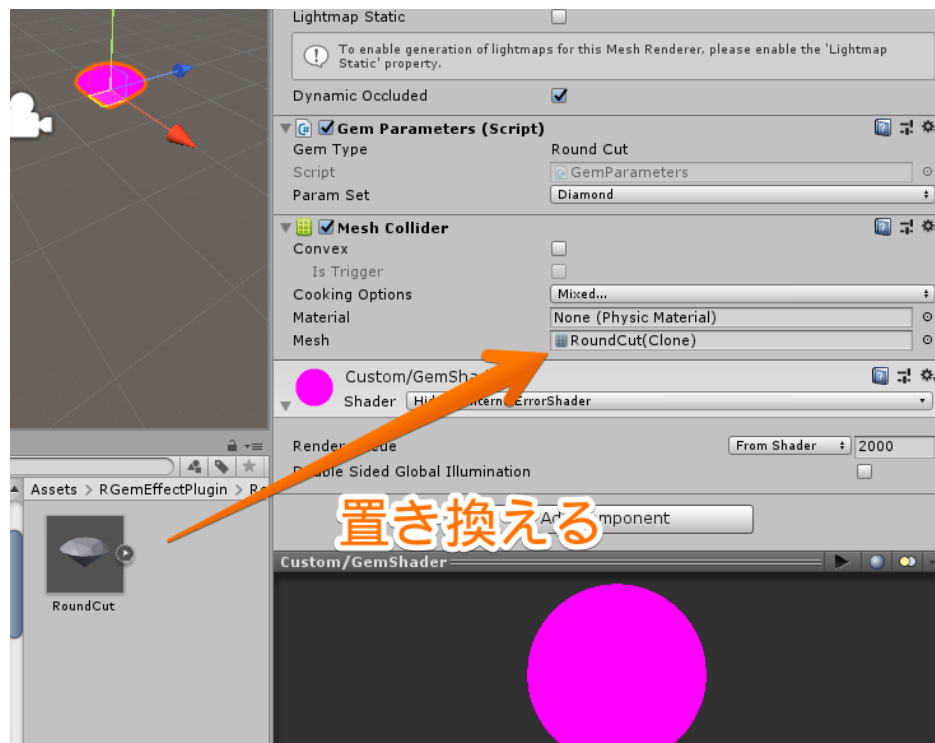 Lightmap Static
To enable generation of lightmaps for this Mesh Renderer, please enable the 'Lightmap
Static' property.
Dynamic Occluded
Gem Parameters (Script)
Gem Type Round Cut
Script GemParameters
Param Set Diamond
Mesh Collider
Convex
Is Trigger
Cooking Options Mixed...
Material None (Physic Material)
Mesh RoundCut(Clone)
Custom/GemSha
Shader ErrorShader
From Shader 2000
Global Illumination
Assets > RGemEffectPlugin >
置き換える
RoundCut
Custom/GemShader